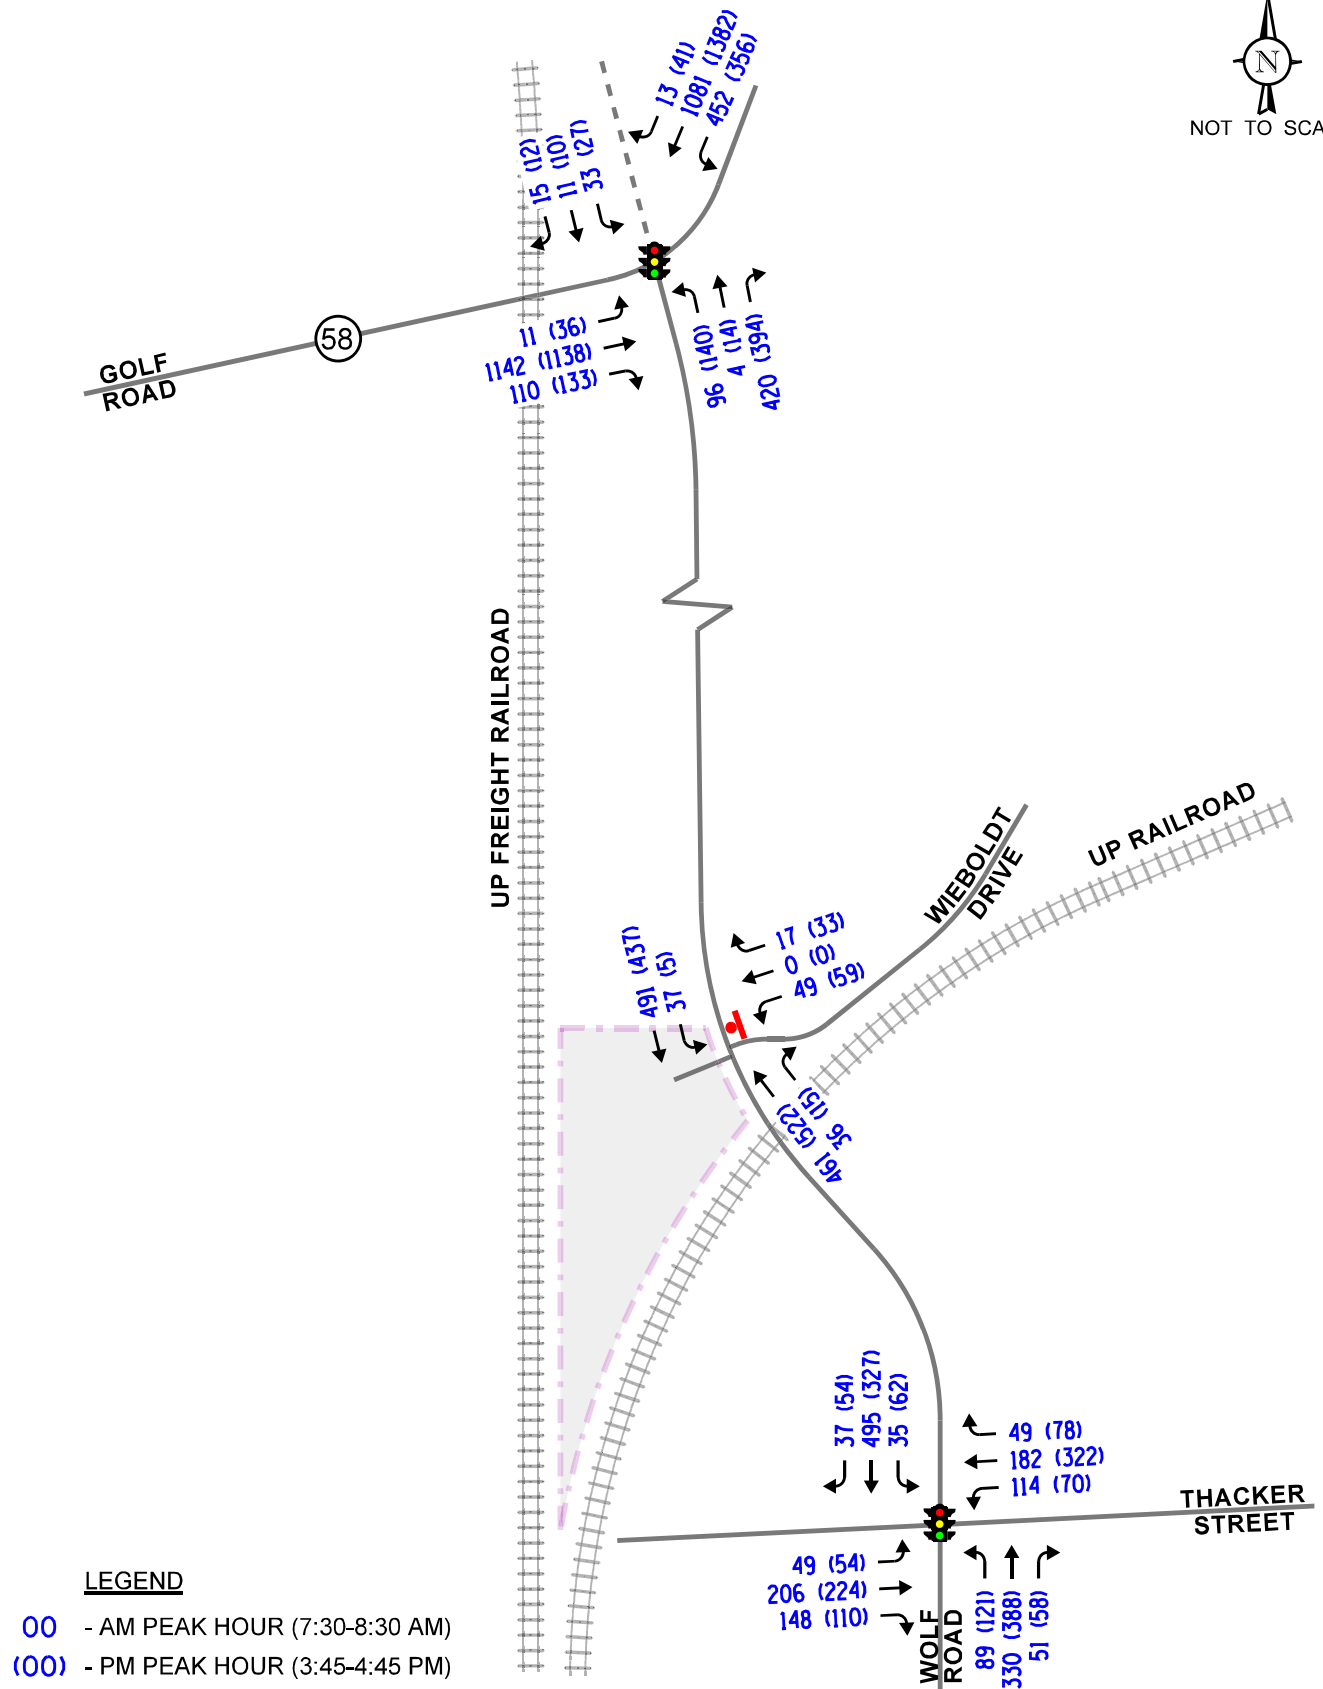 N
NOT TO SCA
13 (41)
1081 (1382)
452 (356)
15 (12)
11 (10)
33 (27)
58
GOLF
ROAD
11 (36)
1142 (1138)
110 (133)
96 (140)
4 (14)
420 (394)
UP FREIGHT RAILROAD
UP RAILROAD
WIEBOLDT
DRIVE
17 (33)
0 (0)
49 (59)
491 (437)
37 (5)
36 (15)
461 (522)
37 (54)
495 (327)
35 (62)
49 (78)
182 (322)
114 (70)
THACKER
STREET
49 (54)
206 (224)
148 (110)
WOLF
ROAD
89 (121)
330 (388)
51 (58)
LEGEND
00 - AM PEAK HOUR (7:30-8:30 AM)
(00) - PM PEAK HOUR (3:45-4:45 PM)